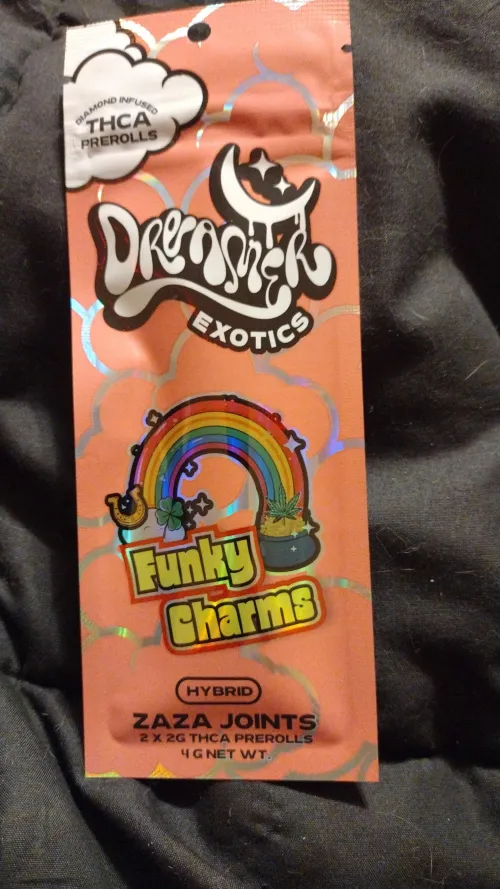 DIAMOND INFUSED
THCA
PREROLLS
DREAMER
EXOTICS
Funky
Charms
HYBRID
ZAZA JOINTS
2 X 2G THCA PREROLLS
4 G NET WT.